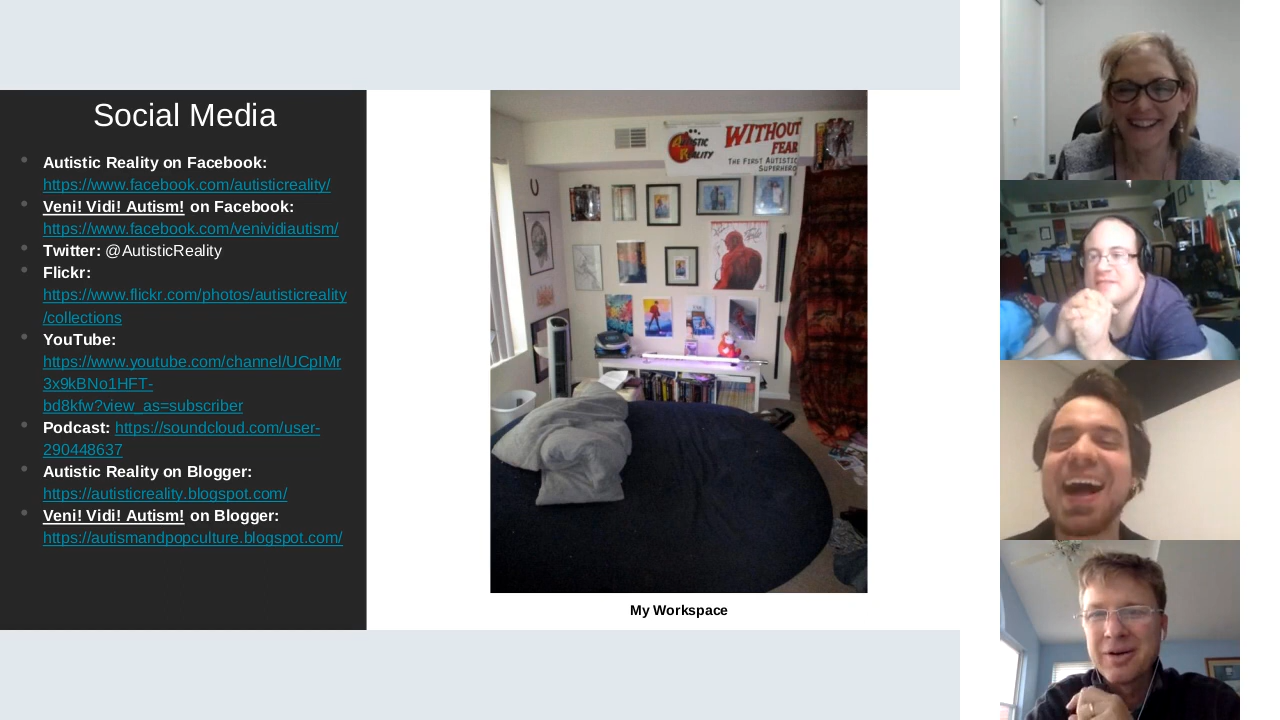 Social Media
Autistic Reality on Facebook:
https://www.facebook.com/autisticreality/
Veni! Vidi! Autism! on Facebook:
https://www.facebook.com/venividiautism/
Twitter: @AutisticReality
Flickr:
https://www.flickr.com/photos/autisticreality
/collections
YouTube:
https://www.youtube.com/channel/UCpIMr
3x9kBNo1HFT-
bd8kfw?view_as=subscriber
Podcast: https://soundcloud.com/user-
290448637
Autistic Reality on Blogger:
https://autisticreality.blogspot.com/
Veni! Vidi! Autism! on Blogger:
https://autismandpopculture.blogspot.com/
AUTISTIC
REALITY
WITHOUT
FEAR
THE FIRST AUTISTIC
SUPERHERO
My Workspace